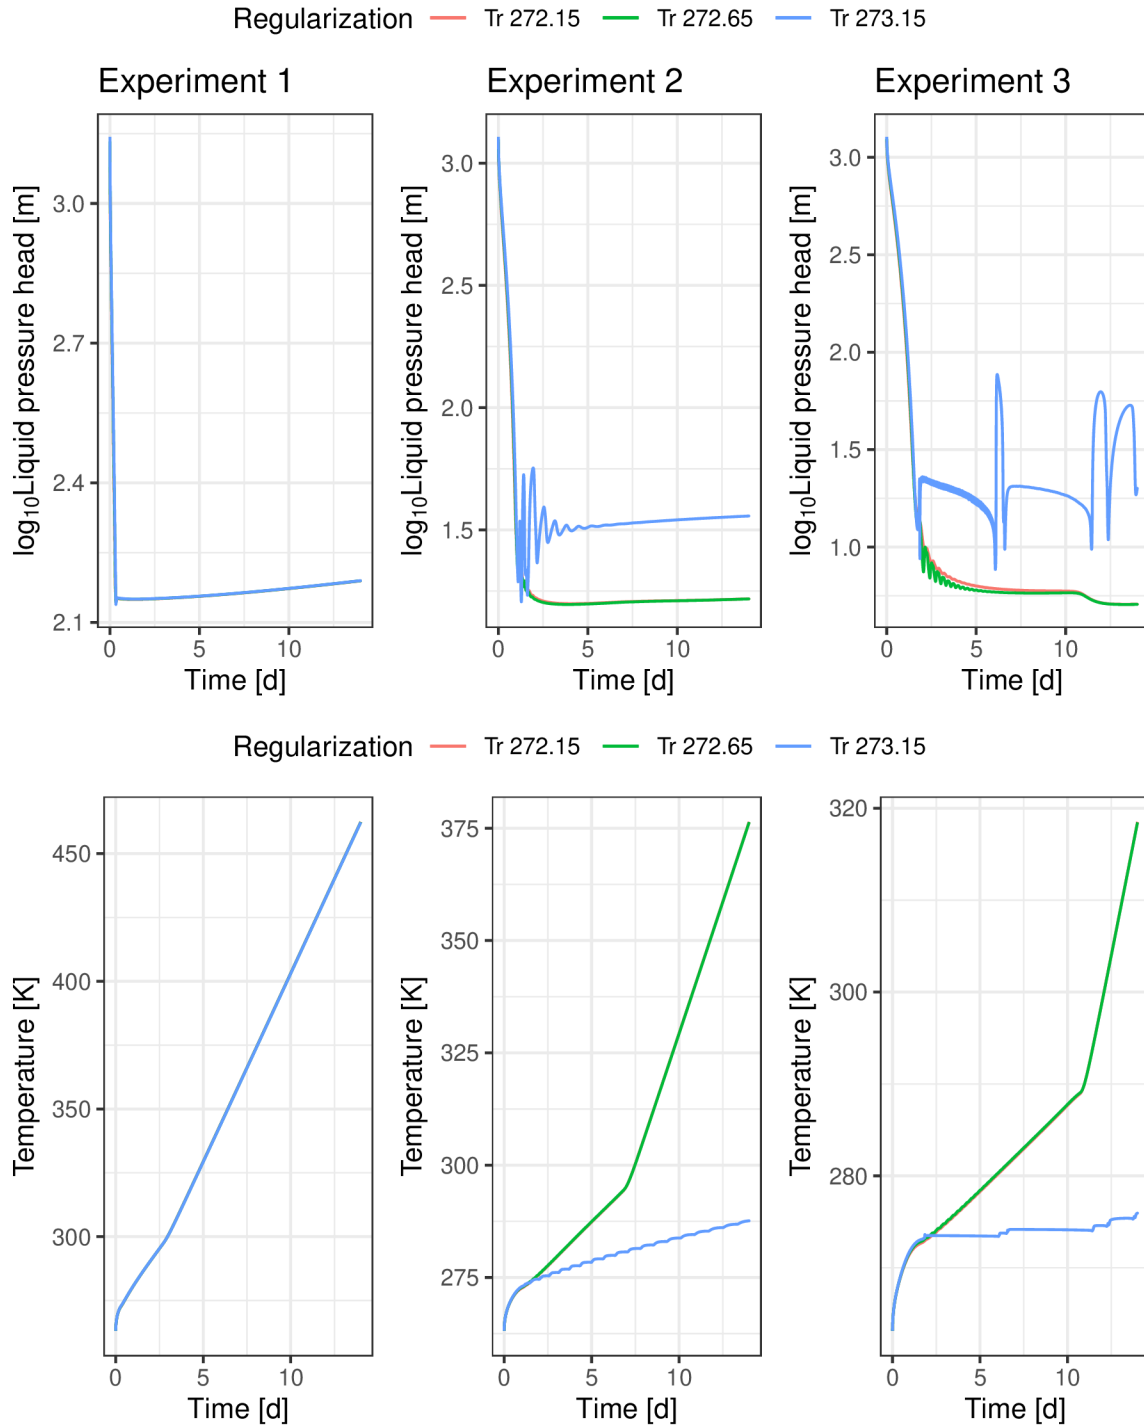 Regularization Tr 272.15 Tr 272.65 Tr 273.15
Experiment 1
Experiment 2
Experiment 3
log10Liquid pressure head [m]
3.0
2.7
2.4
2.1
0 5 10
Time [d]
log10Liquid pressure head [m]
3.0
2.5
2.0
1.5
0 5 10
Time [d]
log10Liquid pressure head [m]
3.0
2.5
2.0
1.5
1.0
0 5 10
Time [d]
Regularization Tr 272.15 Tr 272.65 Tr 273.15
Temperature [K]
450
400
350
300
0 5 10
Time [d]
Temperature [K]
375
350
325
300
275
0 5 10
Time [d]
Temperature [K]
320
300
280
0 5 10
Time [d]